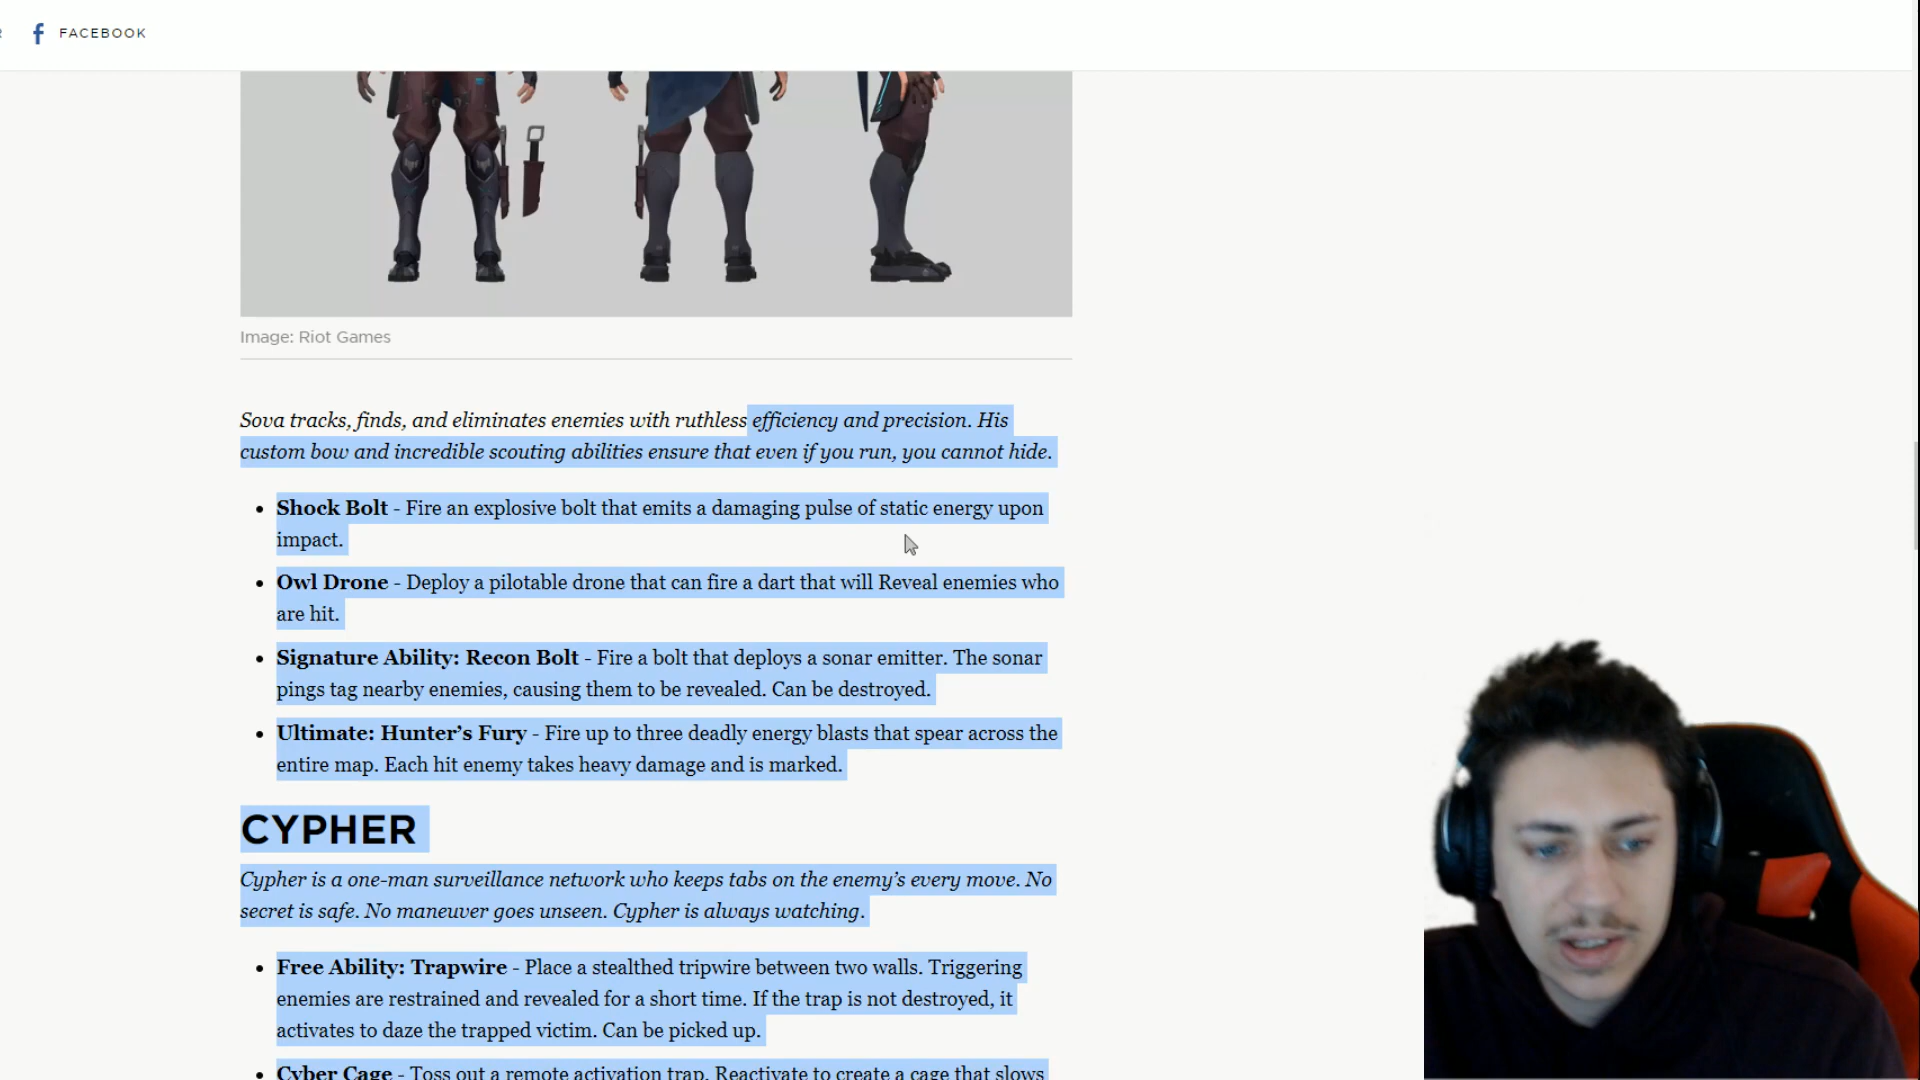 FACEBOOK
Image: Riot Games
Sova tracks, finds, and eliminates enemies with ruthless efficiency and precision. His
custom bow and incredible scouting abilities ensure that even if you run, you cannot hide.
• Shock Bolt - Fire an explosive bolt that emits a damaging pulse of static energy upon
impact.
• Owl Drone - Deploy a pilotable drone that can fire a dart that will Reveal enemies who
are hit.
• Signature Ability: Recon Bolt - Fire a bolt that deploys a sonar emitter. The sonar
pings tag nearby enemies, causing them to be revealed. Can be destroyed.
• Ultimate: Hunter’s Fury - Fire up to three deadly energy blasts that spear across the
entire map. Each hit enemy takes heavy damage and is marked.
CYPHER
Cypher is a one-man surveillance network who keeps tabs on the enemy’s every move. No
secret is safe. No maneuver goes unseen. Cypher is always watching.
• Free Ability: Trapwire - Place a stealthed tripwire between two walls. Triggering
enemies are restrained and revealed for a short time. If the trap is not destroyed, it
activates to daze the trapped victim. Can be picked up.
• Cyber Cage - Toss out a remote activation trap. Reactivate to create a cage that slows